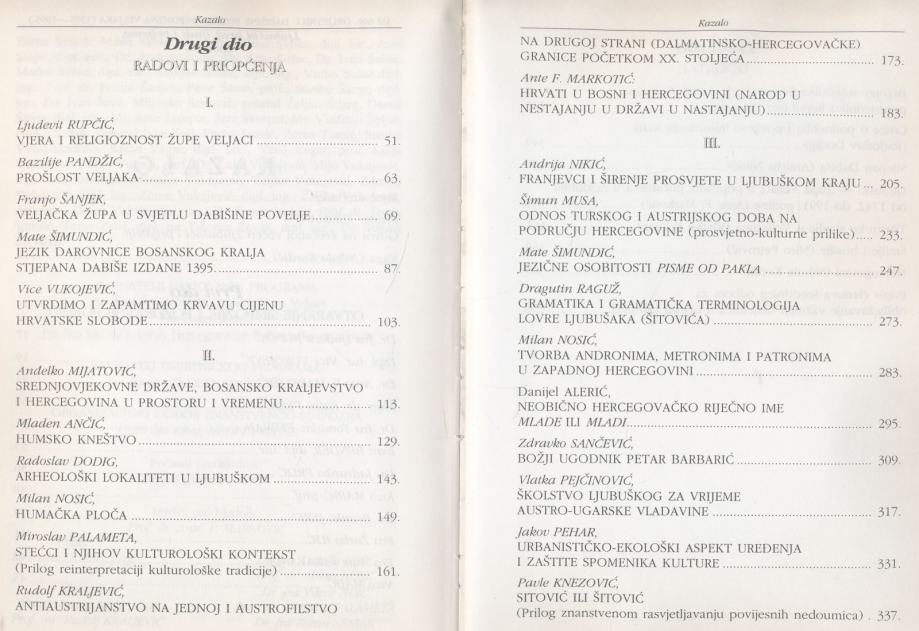 Kazalo
Drugi dio
RADOVI I PRIOPĆENJA
I.
Ljudevit RUPČIĆ,
VJERA I RELIGIOZNOST ŽUPE VELJACI ........ 51.
Bazilije PANDŽIĆ,
PROŠLOST VELJAKA ........ 63.
Franjo ŠANJEK,
VELJAČKA ŽUPA U SVJETLU DABIŠINE POVELJE ........ 69.
Mate ŠIMUNDIĆ,
JEZIK DAROVNICE BOSANSKOG KRALJA
STJEPANA DABIŠE IZDANE 1395. ........ 87.
Vice VUKOJEVIĆ,
UTVRDIMO I ZAPAMTIMO KRVAVU CIJENU
HRVATSKE SLOBODE ........ 103.
II.
Anđelko MIJATOVIĆ,
SREDNJOVJEKOVNE DRŽAVE, BOSANSKO KRALJEVSTVO
I HERCEGOVINA U PROSTORU I VREMENU ........ 113.
Mladen ANČIĆ,
HUMSKO KNEŠTVO ........ 129.
Radoslav DODIG,
ARHEOLOŠKI LOKALITETI U LJUBUŠKOM ........ 143.
Milan NOSIĆ,
HUMAČKA PLOČA ........ 149.
Miroslav PALAMETA,
STEĆCI I NJIHOV KULTUROLOŠKI KONTEKST
(Prilog reinterpretaciji kulturološke tradicije) ........ 161.
Rudolf KRALJEVIĆ,
ANTIAUSTRIJANSTVO NA JEDNOJ I AUSTROFILSTVO
Kazalo
NA DRUGOJ STRANI (DALMATINSKO-HERCEGOVAČKE)
GRANICE POČETKOM XX. STOLJEĆA ........ 173.
Ante F. MARKOTIĆ:
HRVATI U BOSNI I HERCEGOVINI (NAROD U
NESTAJANJU U DRŽAVI U NASTAJANJU) ........ 183.
III.
Andrija NIKIĆ,
FRANJEVCI I ŠIRENJE PROSVJETE U LJUBUŠKOM KRAJU ... 205.
Šimun MUSA,
ODNOS TURSKOG I AUSTRIJSKOG DOBA NA
PODRUČJU HERCEGOVINE (prosvjetno-kulturne prilike) ..... 233.
Mate ŠIMUNDIĆ,
JEZIČNE OSOBITOSTI PISME OD PAKLA ........ 247.
Dragutin RAGUŽ,
GRAMATIKA I GRAMATIČKA TERMINOLOGIJA
LOVRE LJUBUŠAKA (ŠITOVIĆA) ........ 273.
Milan NOSIĆ,
TVORBA ANDRONIMA, METRONIMA I PATRONIMA
U ZAPADNOJ HERCEGOVINI ........ 283.
Danijel ALERIĆ,
NEOBIČNO HERCEGOVAČKO RIJEČNO IME
MLADE ILI MLADI ........ 295.
Zdravko SANČEVIĆ,
BOŽJI UGODNIK PETAR BARBARIĆ ........ 309.
Vlatka PEJČINOVIĆ,
ŠKOLSTVO LJUBUŠKOG ZA VRIJEME
AUSTRO-UGARSKE VLADAVINE ........ 317.
Jakov PEHAR,
URBANISTIČKO-EKOLOŠKI ASPEKT UREĐENJA
I ZAŠTITE SPOMENIKA KULTURE ........ 331.
Pavle KNEZOVIĆ,
SITOVIĆ ILI ŠITOVIĆ
(Prilog znanstvenom rasvjetljavanju povijesnih nedoumica) . 337.